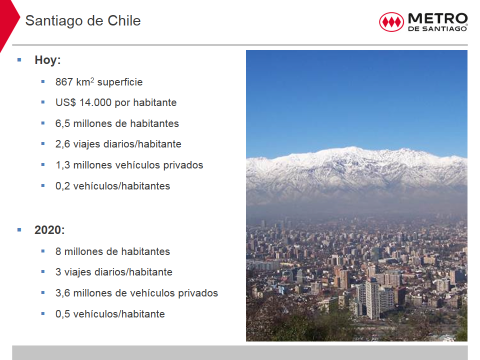 Santiago de Chile
METRO
DE SANTIAGO
Hoy:
867 km² superficie
US$ 14.000 por habitante
6,5 millones de habitantes
2,6 viajes diarios/habitante
1,3 millones vehículos privados
0,2 vehículos/habitantes
2020:
8 millones de habitantes
3 viajes diarios/habitante
3,6 millones de vehículos privados
0,5 vehículos/habitante